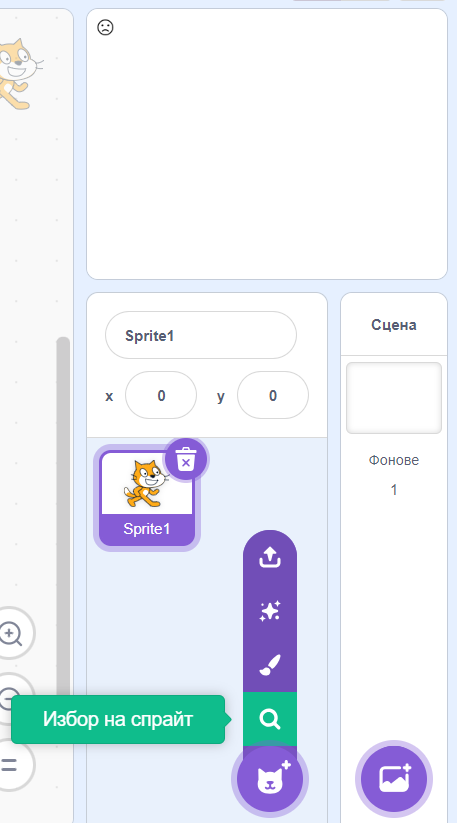 Sprite1
Сцена
x 0 y 0
Фонове
1
Sprite1
Избор на спрайт